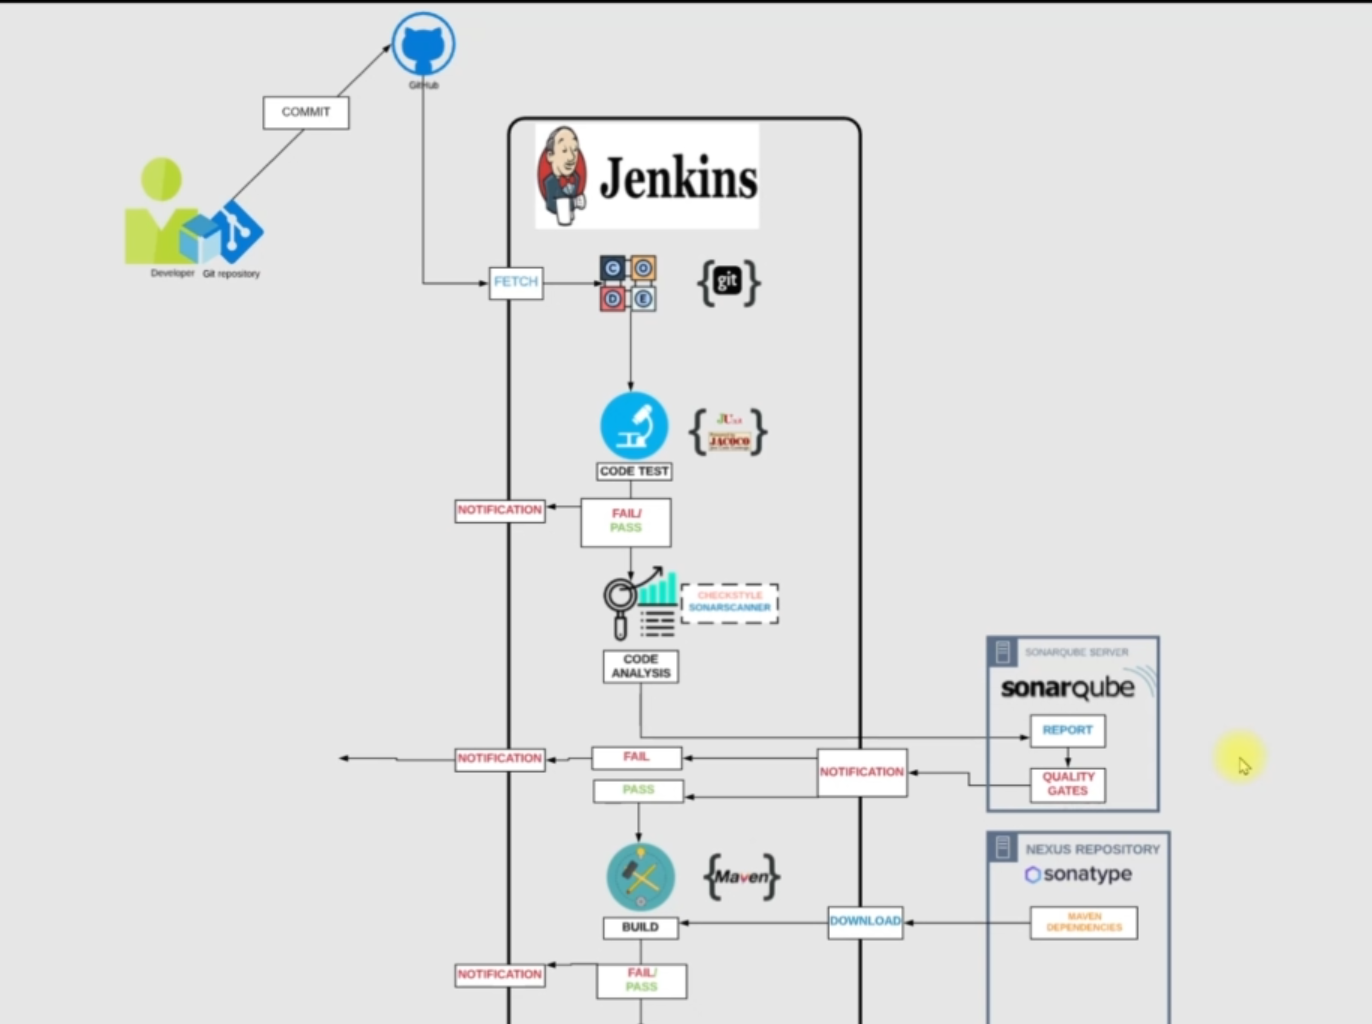 GitHub
COMMIT
Developer
Git repository
Jenkins
FETCH
C O
D E
{git}
JACOCO
CODE TEST
NOTIFICATION
FAIL/
PASS
CHECKSTYLE
SONARSCANNER
CODE
ANALYSIS
SONARQUBE SERVER
sonarqube
REPORT
QUALITY
GATES
NOTIFICATION
FAIL
NOTIFICATION
PASS
{Maven}
BUILD
NEXUS REPOSITORY
sonatype
DOWNLOAD
MAVEN
DEPENDENCIES
NOTIFICATION
FAIL/
PASS